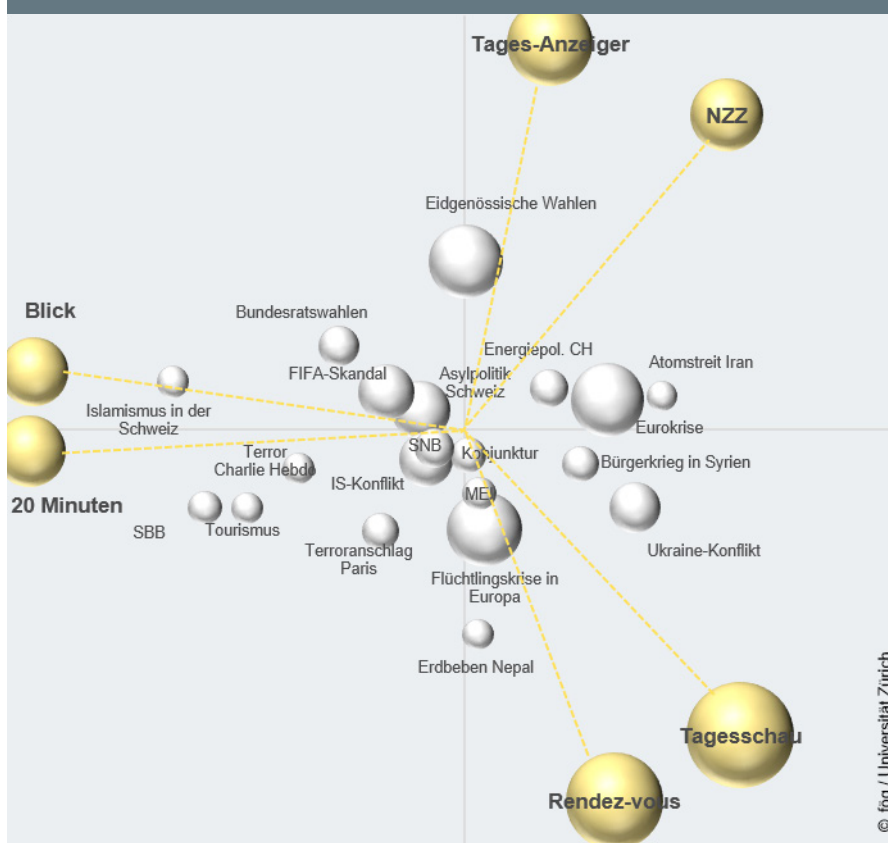 Tages-Anzeiger
NZZ
Eidgenössische Wahlen
Blick
Bundesratswahlen
Energiepol. CH
Atomstreit Iran
FIFA-Skandal
Asylpolitik
Schweiz
Islamismus in der
Schweiz
Eurokrise
SNB
Konjunktur
Terror
Charlie Hebdo
Bürgerkrieg in Syrien
IS-Konflikt
MEI
20 Minuten
SBB
Tourismus
Terroranschlag
Paris
Ukraine-Konflikt
Flüchtlingskrise in
Europa
Erdbeben Nepal
Tagesschau
Rendez-vous
© fög / Universität Zürich